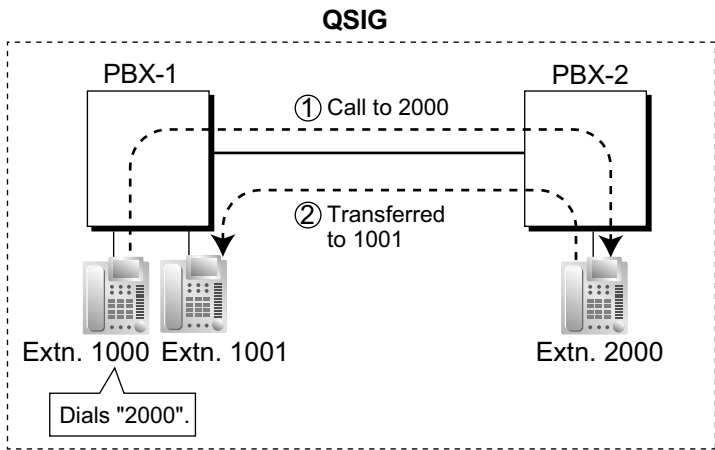 QSIG
PBX-1
PBX-2
① Call to 2000
② Transferred
to 1001
Extn. 1000
Extn. 1001
Extn. 2000
Dials "2000".